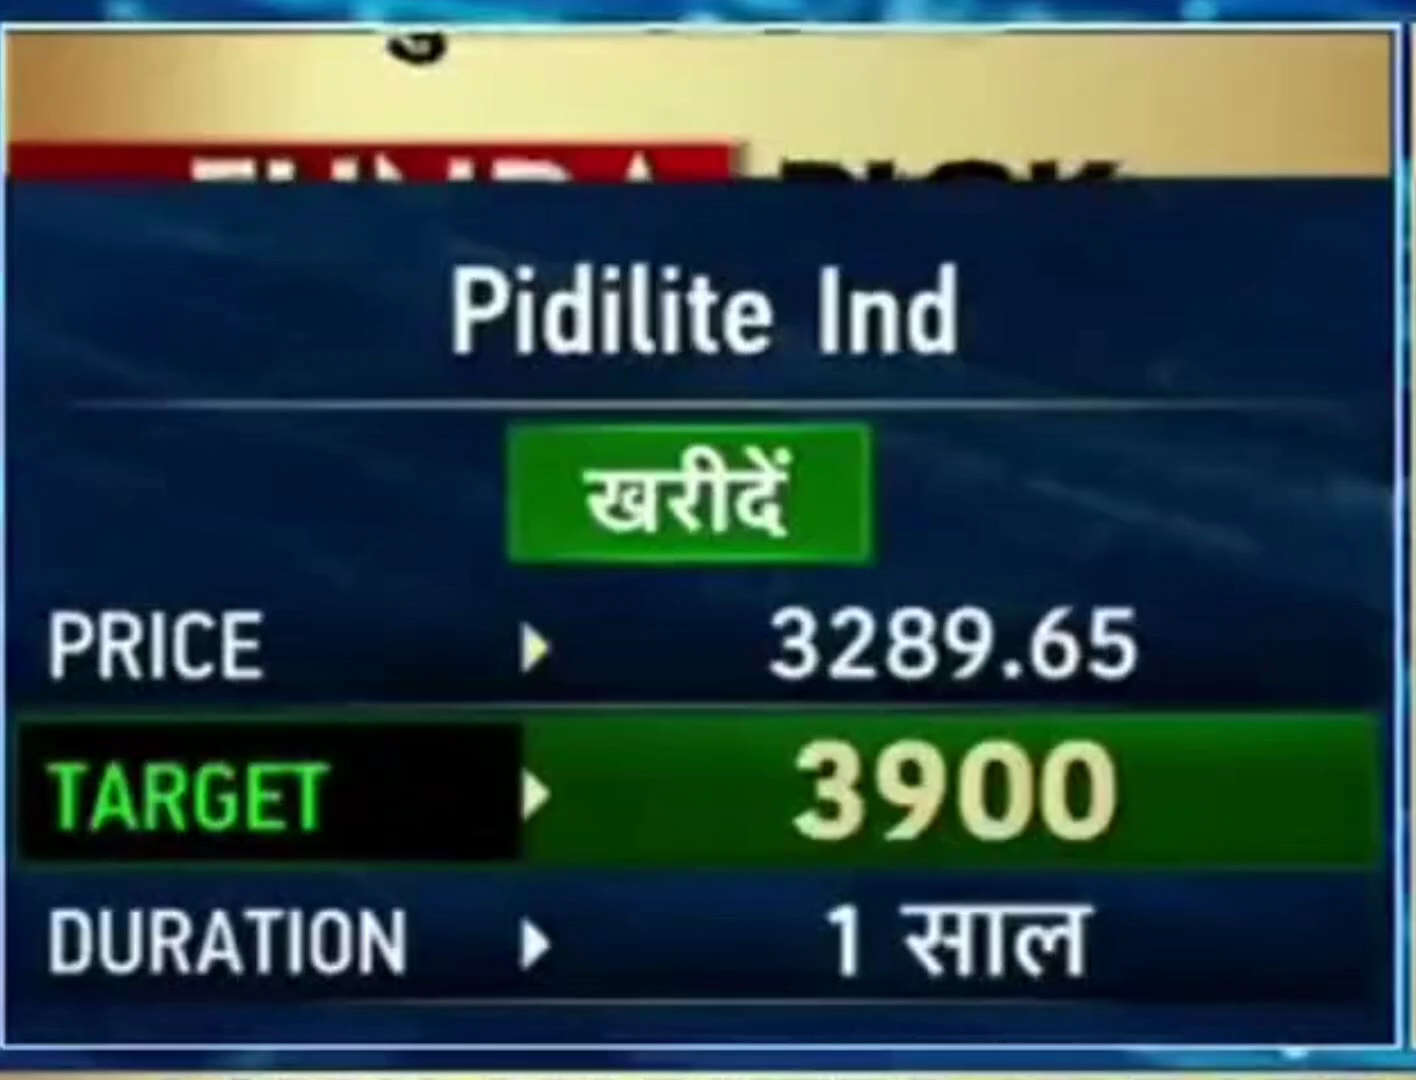 Pidilite Ind
खरीदें
PRICE 3289.65
TARGET 3900
DURATION 1 साल